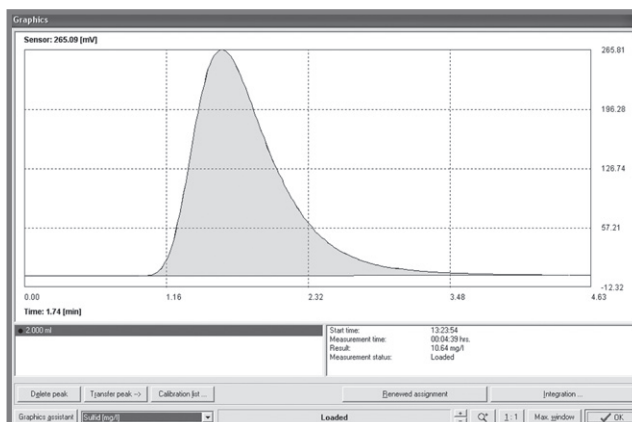 Graphics
Sensor: 265.09 [mV]
265.81
196.28
126.74
57.21
-12.32
0.00 1.16 2.32 3.48 4.63
Time: 1.74 [min]
2.000 ml
Start time: 13:23:54
Measurement time: 00:04:39 hrs.
Result: 10.64 mg/l
Measurement status: Loaded
Delete peak Transfer peak --> Calibration list ... Renewed assignment Integration ...
Graphics assistant Sulfid [mg/l] Loaded 1 : 1 Max. window OK